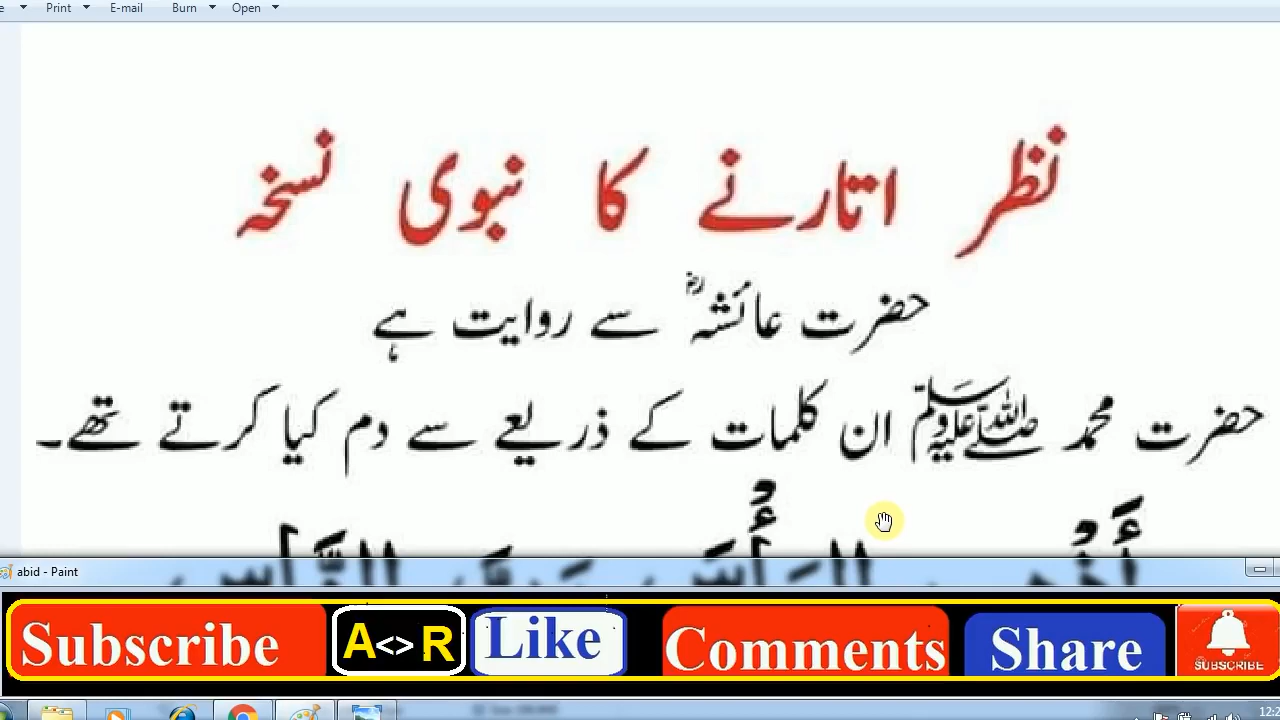 Print E-mail Burn Open
نظر اتارنے کا نبوی نسخہ
حضرت عائشہؓ سے روایت ہے
حضرت محمد ﷺ ان کلمات کے ذریعے سے دم کیا کرتے تھے۔
abid - Paint
Subscribe A<>R Like Comments Share SUBSCRIBE